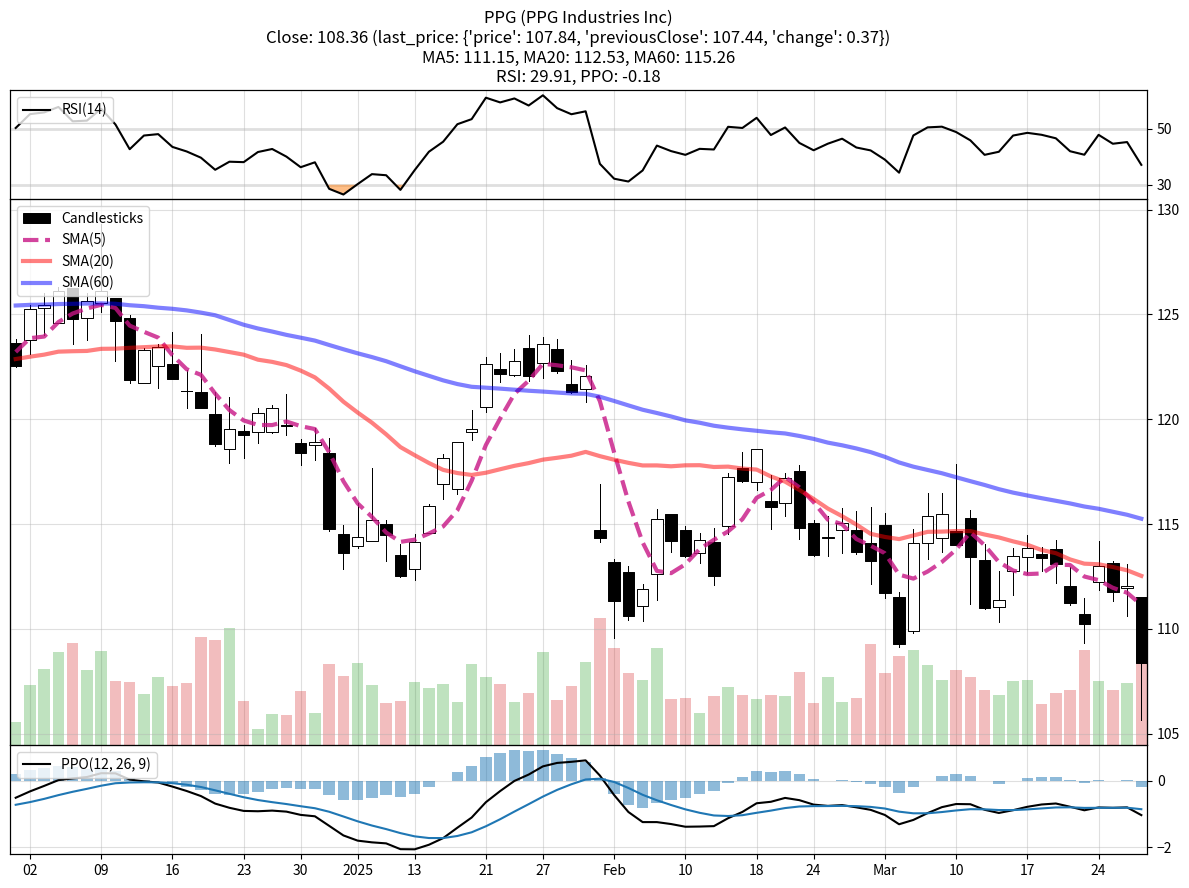 PPG (PPG Industries Inc)
Close: 108.36 (last_price: {'price': 107.84, 'previousClose': 107.44, 'change': 0.37})
MA5: 111.15, MA20: 112.53, MA60: 115.26
RSI: 29.91, PPO: -0.18
RSI(14)
50
30
Candlesticks
SMA(5)
SMA(20)
SMA(60)
130
125
120
115
110
105
PPO(12, 26, 9)
0
−2
02 09 16 23 30 2025 13 21 27 Feb 10 18 24 Mar 10 17 24